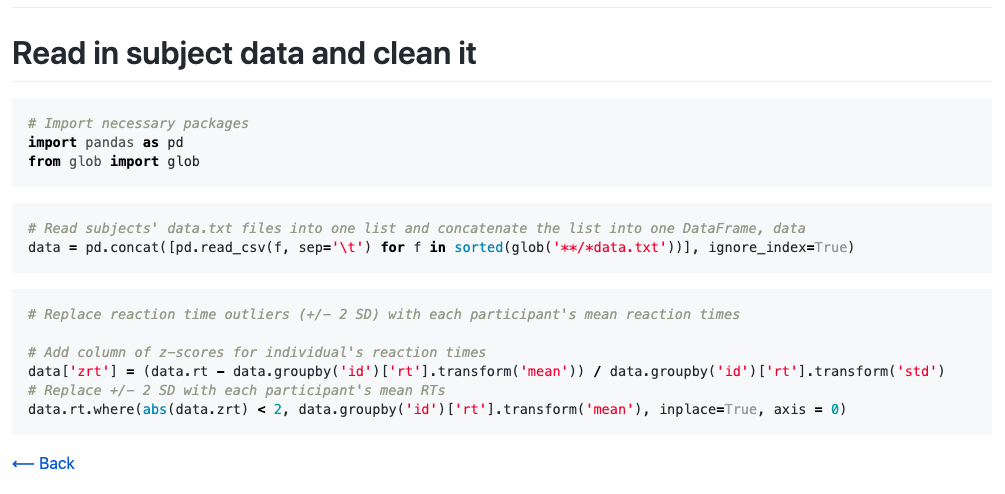 Read in subject data and clean it
# Import necessary packages
import pandas as pd
from glob import glob
# Read subjects' data.txt files into one list and concatenate the list into one DataFrame, data
data = pd.concat([pd.read_csv(f, sep='\t') for f in sorted(glob('**/*data.txt'))], ignore_index=True)
# Replace reaction time outliers (+/- 2 SD) with each participant's mean reaction times
# Add column of z-scores for individual's reaction times
data['zrt'] = (data.rt - data.groupby('id')['rt'].transform('mean')) / data.groupby('id')['rt'].transform('std')
# Replace +/- 2 SD with each participant's mean RTs
data.rt.where(abs(data.zrt) < 2, data.groupby('id')['rt'].transform('mean'), inplace=True, axis = 0)
⟵ Back